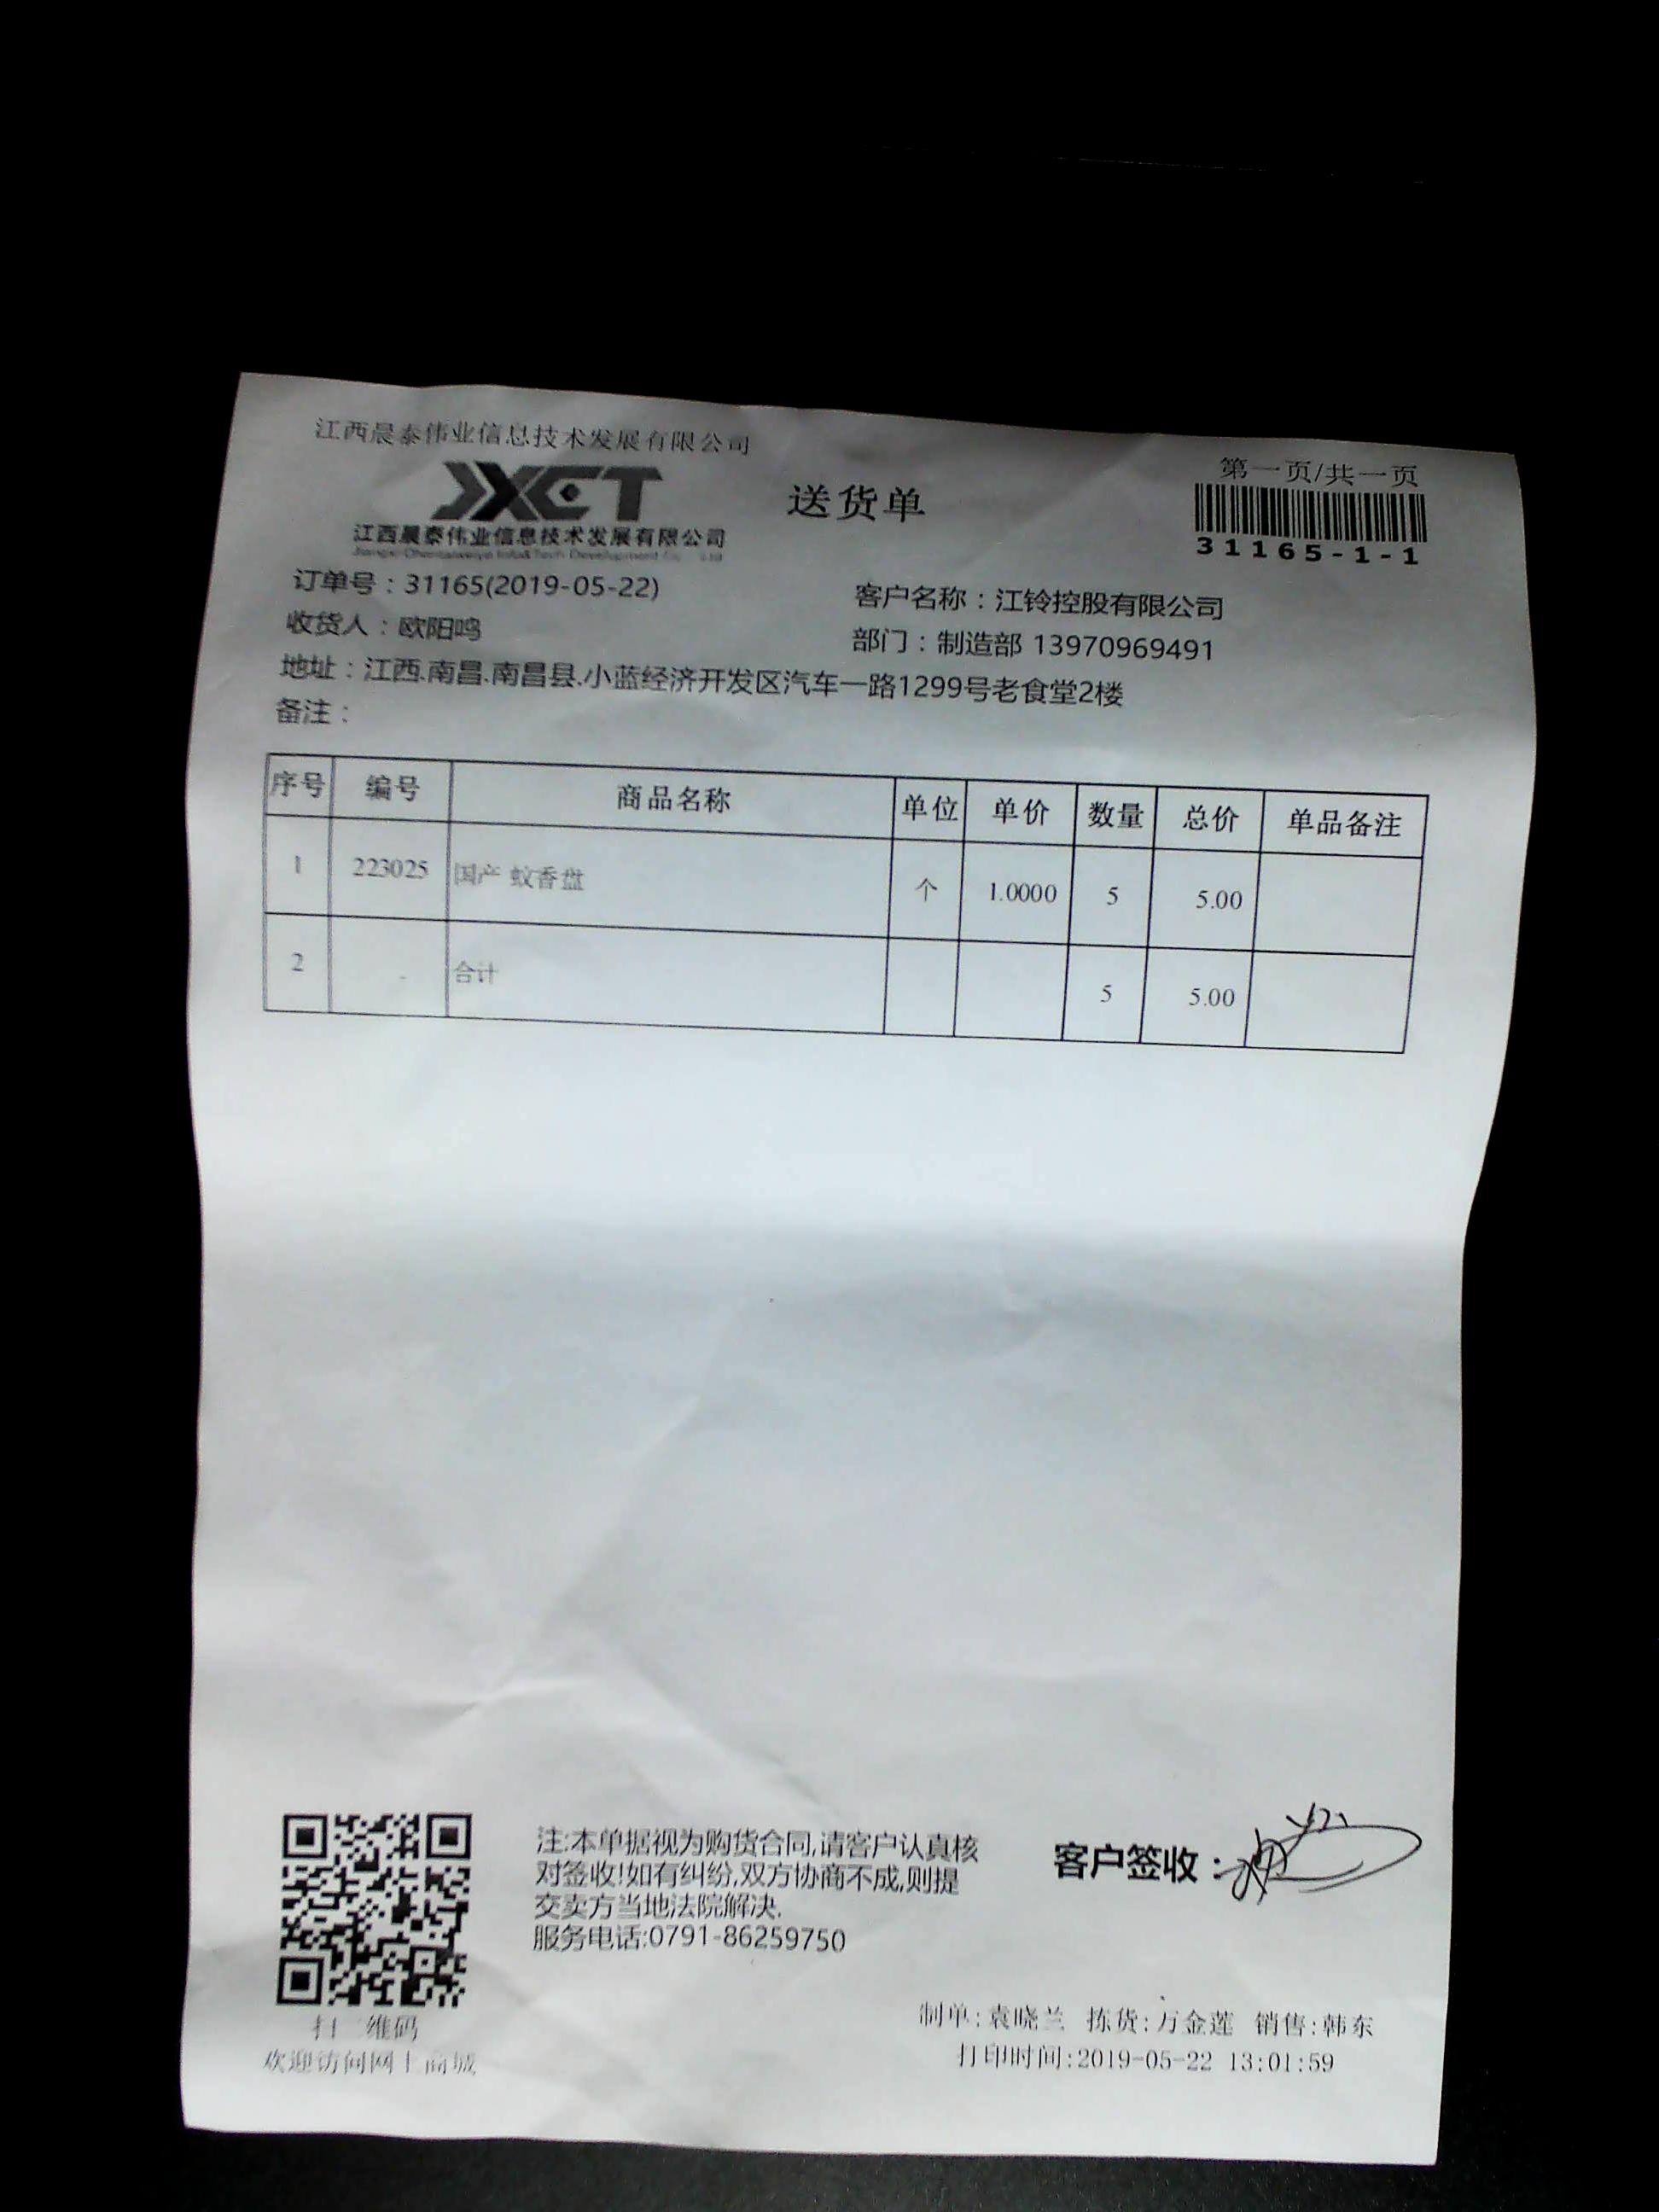 江西晨泰伟业信息技术发展有限公司
第一页/共一页
JXCT
送货单
江西晨泰伟业信息技术发展有限公司
31165-1-1
订单号：31165(2019-05-22)
客户名称：江铃控股有限公司
收货人：欧阳鸣
部门：制造部 13970969491
地址：江西.南昌.南昌县.小蓝经济开发区汽车一路1299号老食堂2楼
备注：
序号 编号 商品名称 单位 单价 数量 总价 单品备注
1 223025 国产 蚊香盘 个 1.0000 5 5.00
2 合计 5 5.00
注:本单据视为购货合同,请客户认真核
对签收!如有纠纷,双方协商不成,则提
交卖方当地法院解决.
服务电话:0791-86259750
客户签收：
扫二维码
欢迎访问网上商城
制单:袁晓兰 拣货:万金莲 销售:韩东
打印时间:2019-05-22 13:01:59